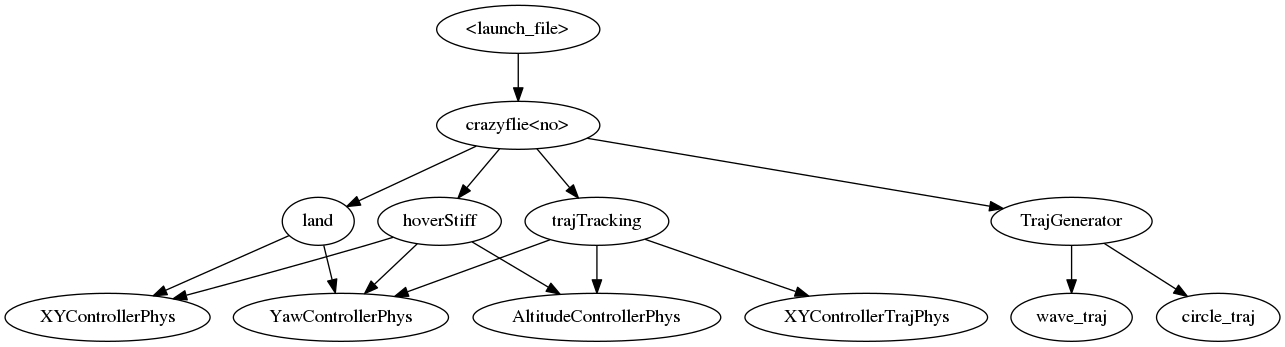 <launch_file>
crazyflie<no>
land
hoverStiff
trajTracking
TrajGenerator
XYControllerPhys
YawControllerPhys
AltitudeControllerPhys
XYControllerTrajPhys
wave_traj
circle_traj